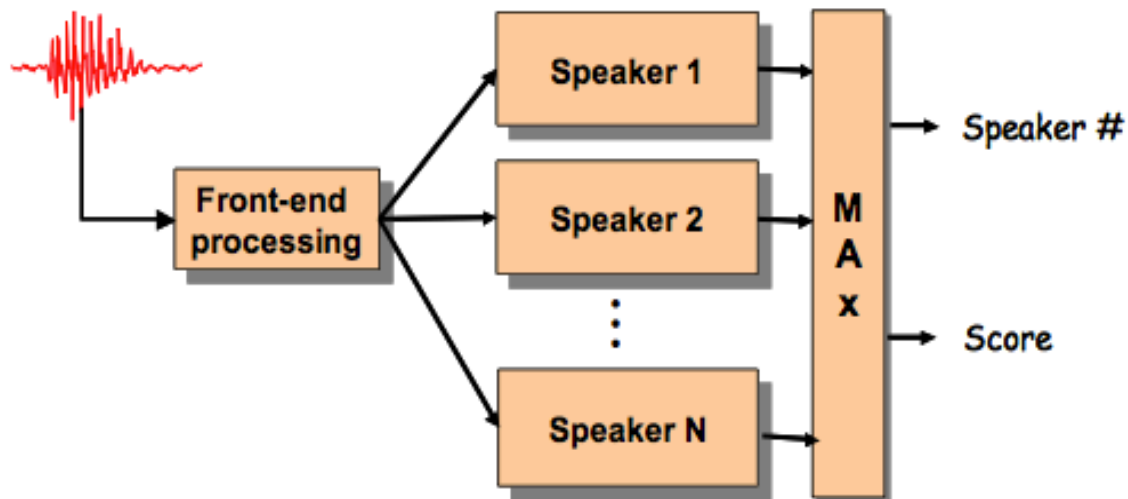 Speaker 1
Speaker #
Front-end
processing
Speaker 2
M
A
x
Score
Speaker N